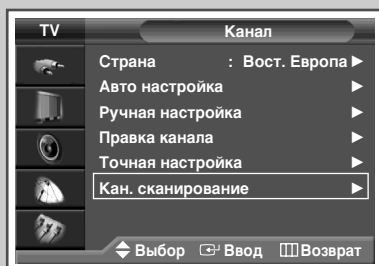 TV
Канал
Страна : Вост. Европа ►
Авто настройка ►
Ручная настройка ►
Правка канала ►
Точная настройка ►
Кан. сканирование ►
Выбор Ввод Возврат